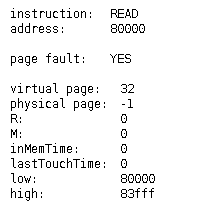 instruction: READ
address: 80000
page fault: YES
virtual page: 32
physical page: -1
R: 0
M: 0
inMemTime: 0
lastTouchTime: 0
low: 80000
high: 83fff